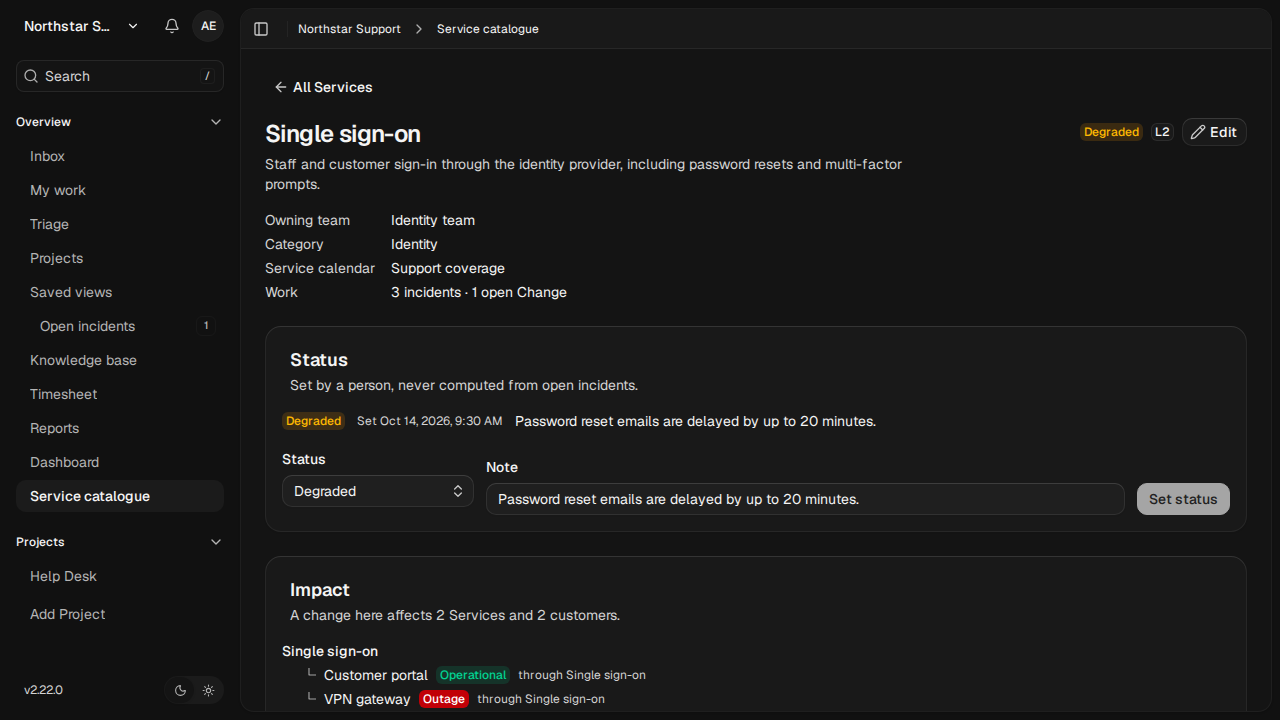 Northstar S...
AE
Search
/
Overview
Inbox
My work
Triage
Projects
Saved views
Open incidents
1
Knowledge base
Timesheet
Reports
Dashboard
Service catalogue
Projects
Help Desk
Add Project
v2.22.0
Northstar Support
Service catalogue
All Services
Single sign-on
Degraded
L2
Edit
Staff and customer sign-in through the identity provider, including password resets and multi-factor
prompts.
Owning team Identity team
Category Identity
Service calendar Support coverage
Work 3 incidents · 1 open Change
Status
Set by a person, never computed from open incidents.
Degraded Set Oct 14, 2026, 9:30 AM Password reset emails are delayed by up to 20 minutes.
Status
Note
Degraded
Password reset emails are delayed by up to 20 minutes.
Set status
Impact
A change here affects 2 Services and 2 customers.
Single sign-on
Customer portal Operational through Single sign-on
VPN gateway Outage through Single sign-on